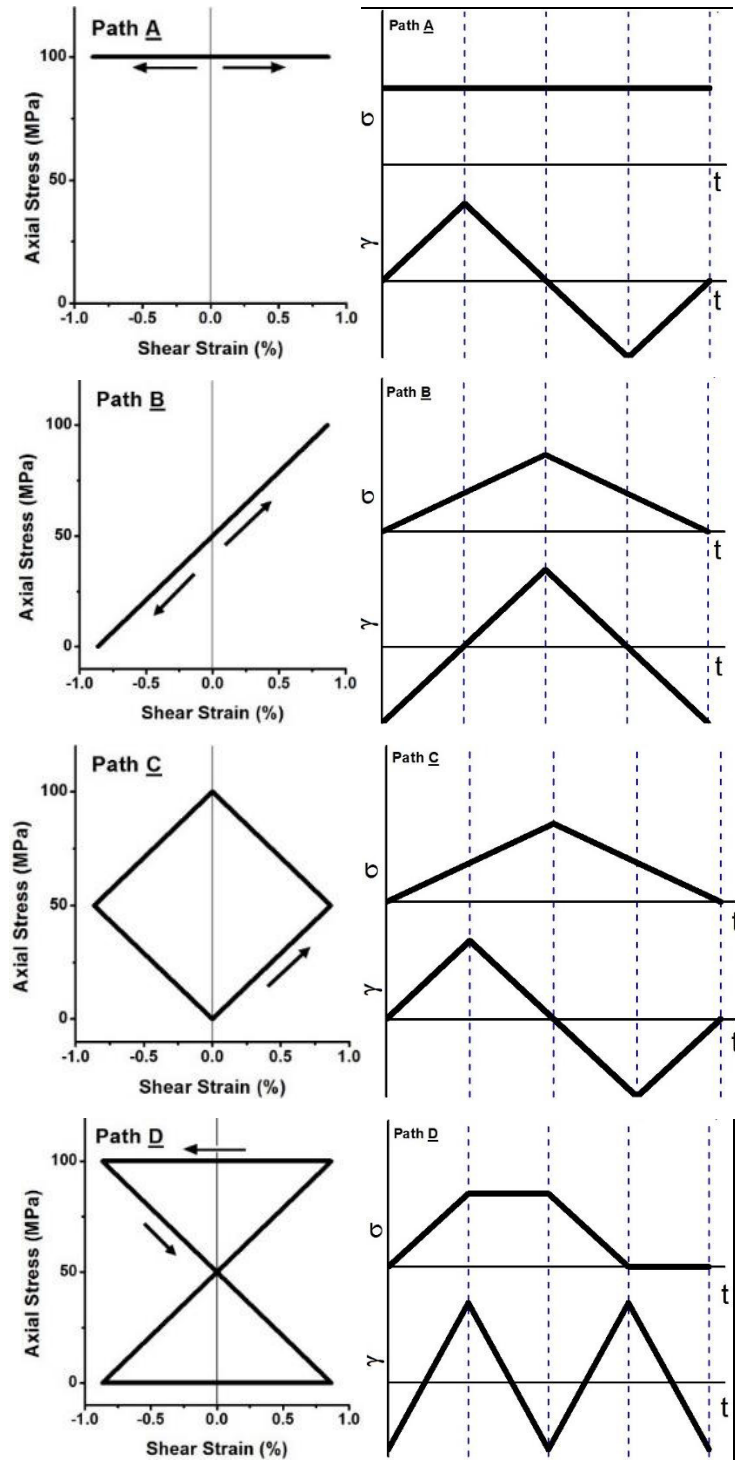 Path A
Axial Stress (MPa)
100
50
0
-1.0 -0.5 0.0 0.5 1.0
Shear Strain (%)
Path A
σ
t
γ
t
Path B
Axial Stress (MPa)
100
50
0
-1.0 -0.5 0.0 0.5 1.0
Shear Strain (%)
Path B
σ
t
γ
t
Path C
Axial Stress (MPa)
100
50
0
-1.0 -0.5 0.0 0.5 1.0
Shear Strain (%)
Path C
σ
t
γ
t
Path D
Axial Stress (MPa)
100
50
0
-1.0 -0.5 0.0 0.5 1.0
Shear Strain (%)
Path D
σ
t
γ
t